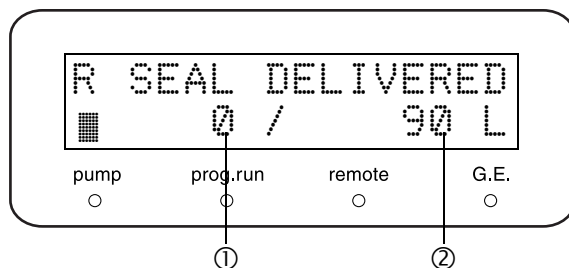 R SEAL DELIVERED
0 / 90 L
pump prog.run remote G.E.
① ②